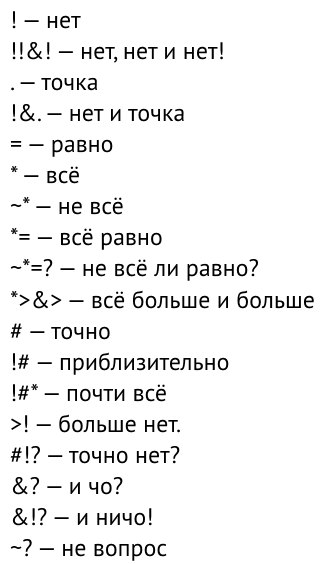 ! – нет
!!&! – нет, нет и нет!
. – точка
!&. – нет и точка
= – равно
* – всё
~* – не всё
*= – всё равно
~*=? – не всё ли равно?
*>&> – всё больше и больше
# – точно
!# – приблизительно
!#* – почти всё
>! – больше нет.
#!? – точно нет?
&? – и чо?
&!? – и ничо!
~? – не вопрос